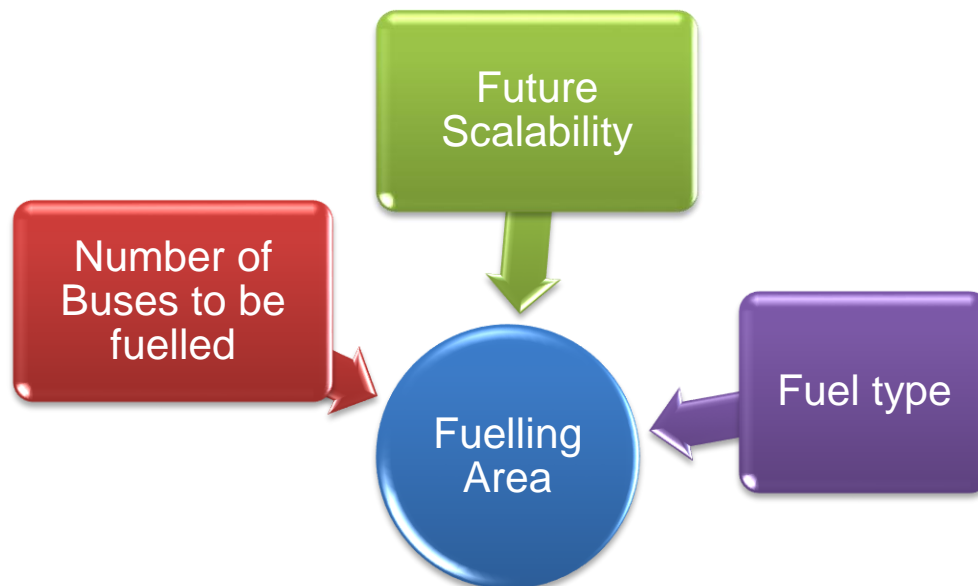 Future
Scalability
Number of
Buses to be
fuelled
Fuel type
Fuelling
Area